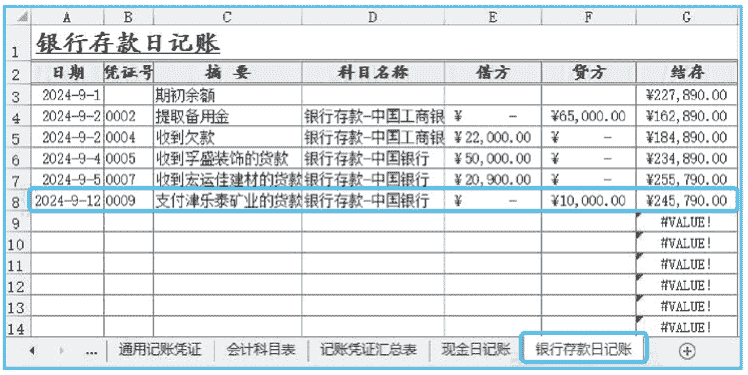 A B C D E F G
1 银行存款日记账
2 日期 凭证号 摘 要 科目名称 借方 贷方 结存
3 2024-9-1 期初余额 ¥227,890.00
4 2024-9-2 0002 提取备用金 银行存款-中国工商银 ¥ - ¥65,000.00 ¥162,890.00
5 2024-9-2 0004 收到欠款 银行存款-中国工商银 ¥22,000.00 ¥ - ¥184,890.00
6 2024-9-4 0005 收到孚盛装饰的货款 银行存款-中国银行 ¥50,000.00 ¥ - ¥234,890.00
7 2024-9-5 0007 收到宏运佳建材的货款 银行存款-中国银行 ¥20,900.00 ¥ - ¥255,790.00
8 2024-9-12 0009 支付津乐泰矿业的货款 银行存款-中国银行 ¥ - ¥10,000.00 ¥245,790.00
9 #VALUE!
10 #VALUE!
11 #VALUE!
12 #VALUE!
13 #VALUE!
14 #VALUE!
... 通用记账凭证 会计科目表 记账凭证汇总表 现金日记账 银行存款日记账